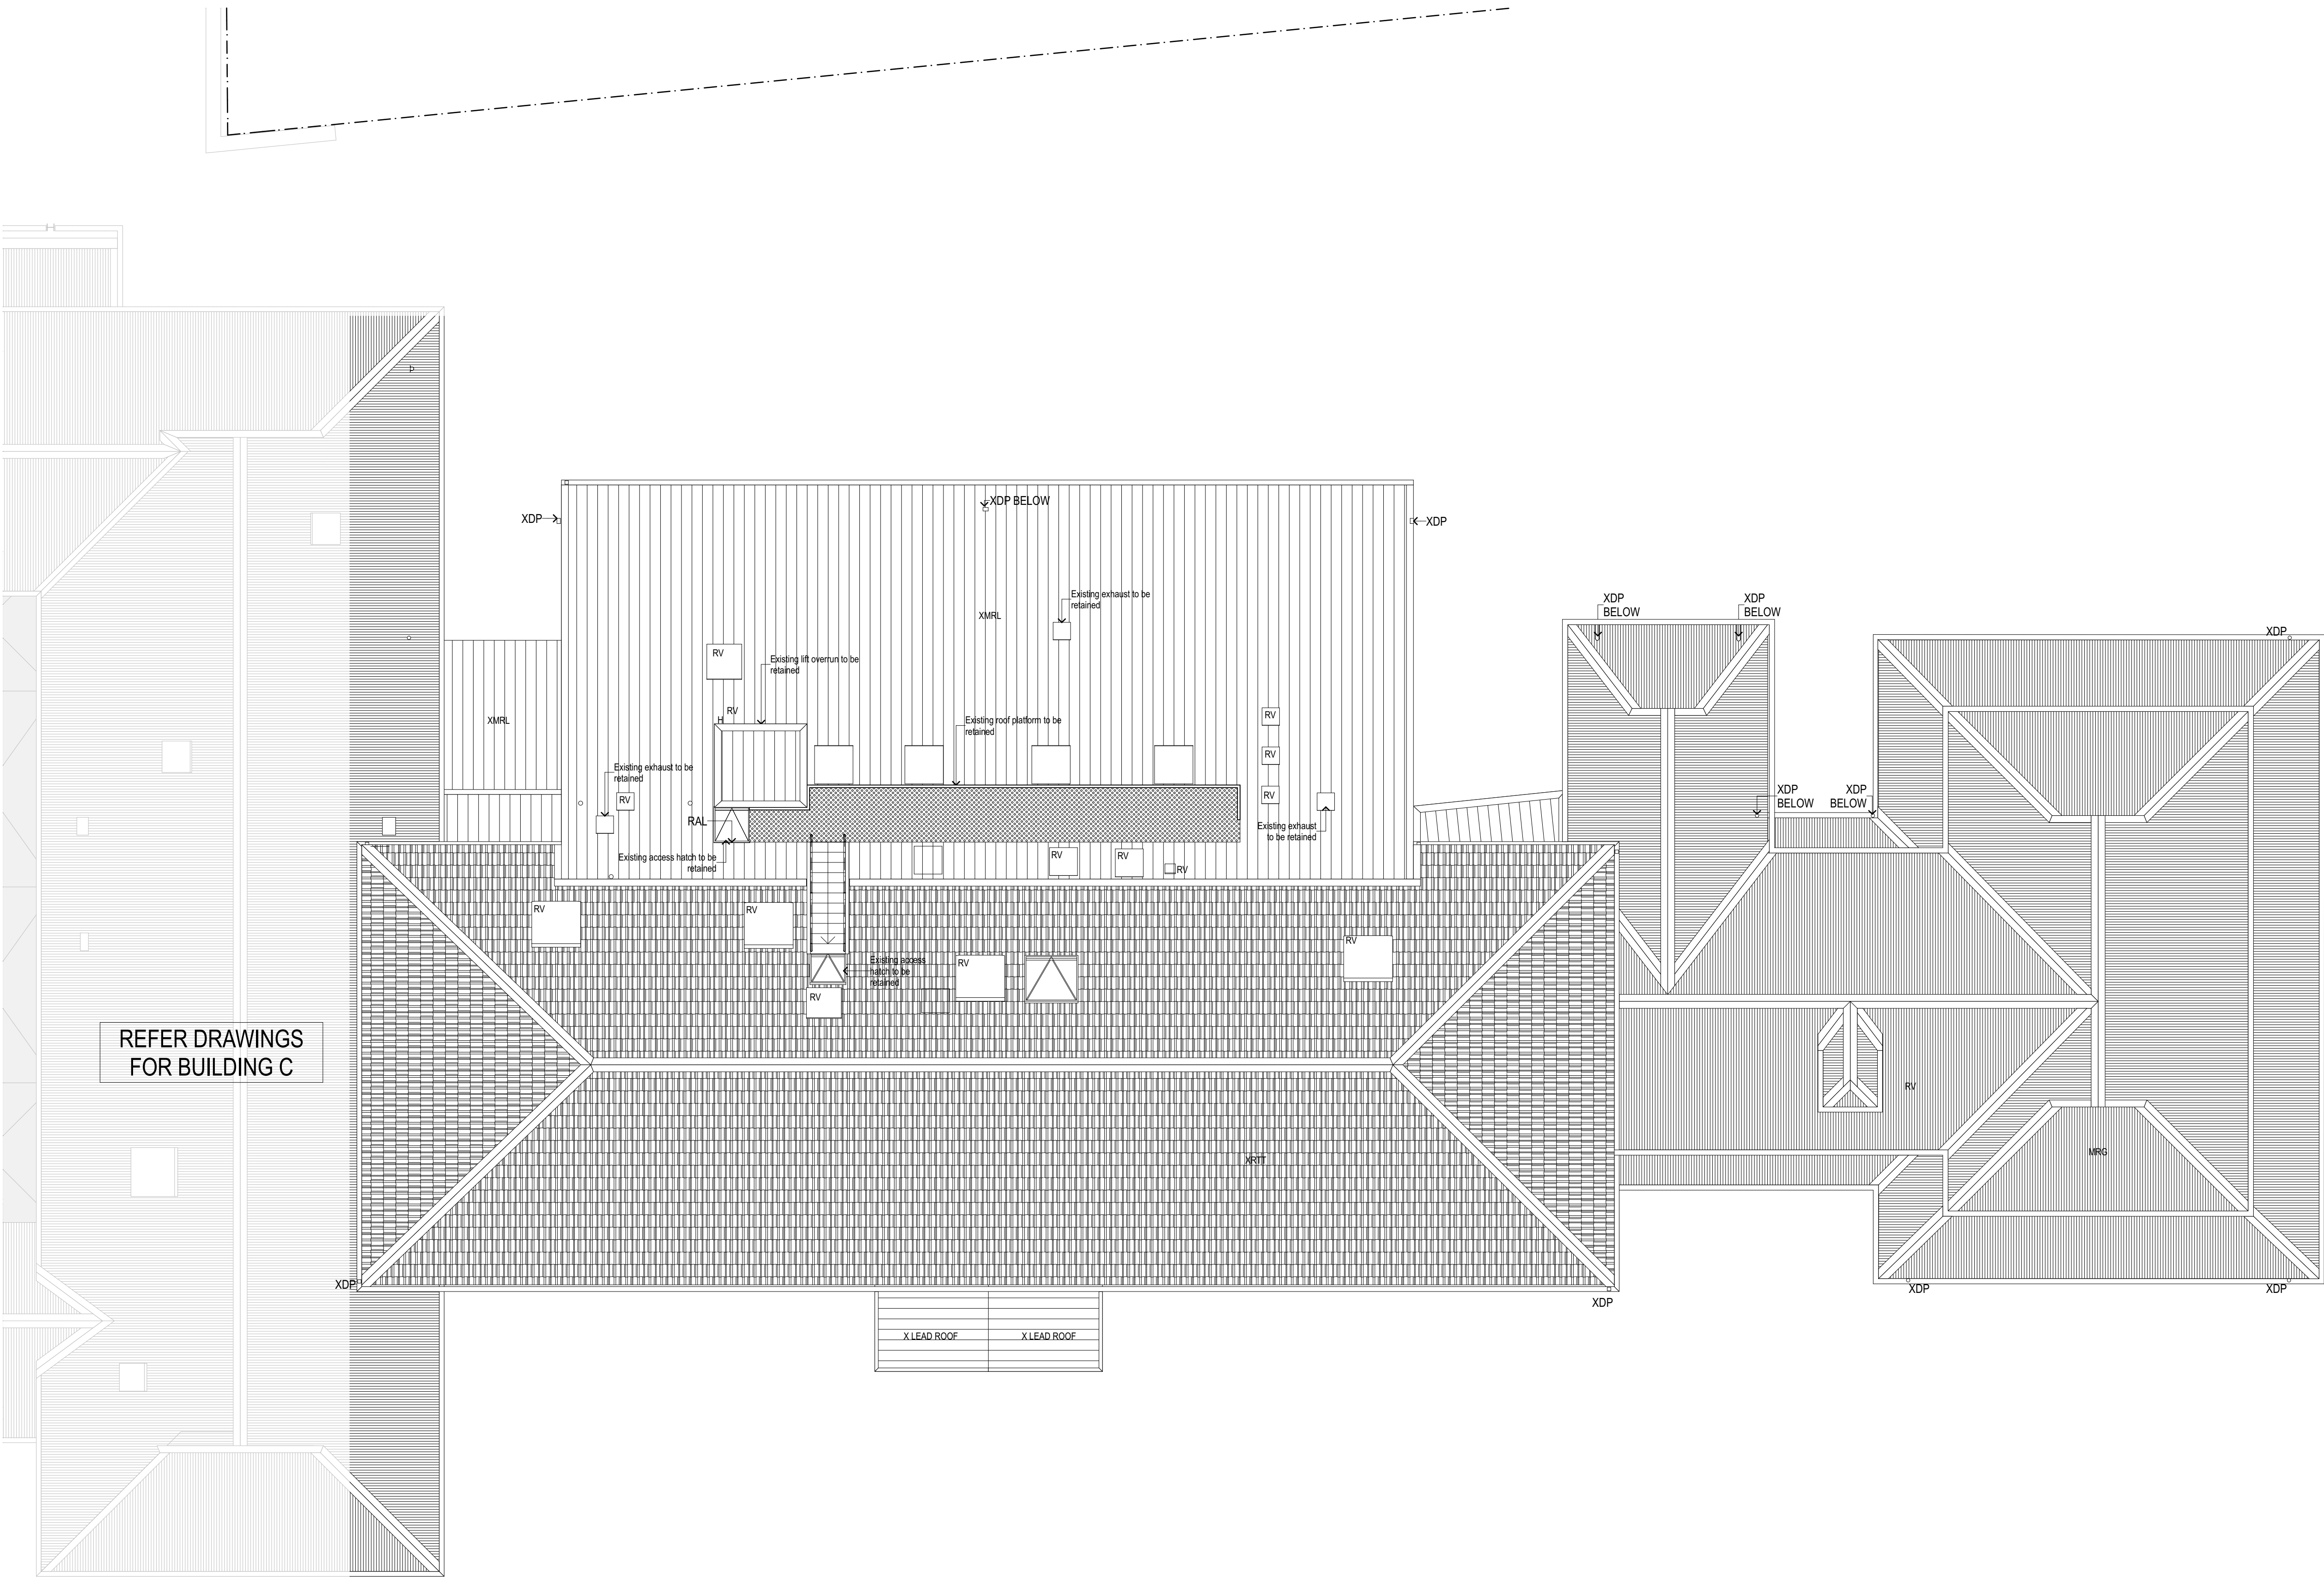 XDP
XDP BELOW
XDP
Existing exhaust to be
retained
XMRL
XDP
BELOW
XDP
BELOW
XDP
RV
Existing lift overrun to be
retained
RV
H
XMRL
Existing roof platform to be
retained
RV
RV
Existing exhaust to be
retained
RV
RV
XDP
BELOW
XDP
BELOW
RAL
Existing exhaust
to be retained
Existing access hatch to be
retained
RV
RV
RV
RV
RV
RV
Existing access
hatch to be
retained
RV
RV
REFER DRAWINGS
FOR BUILDING C
RV
MRG
XRTT
XDP
XDP
XDP
XDP
X LEAD ROOF
X LEAD ROOF